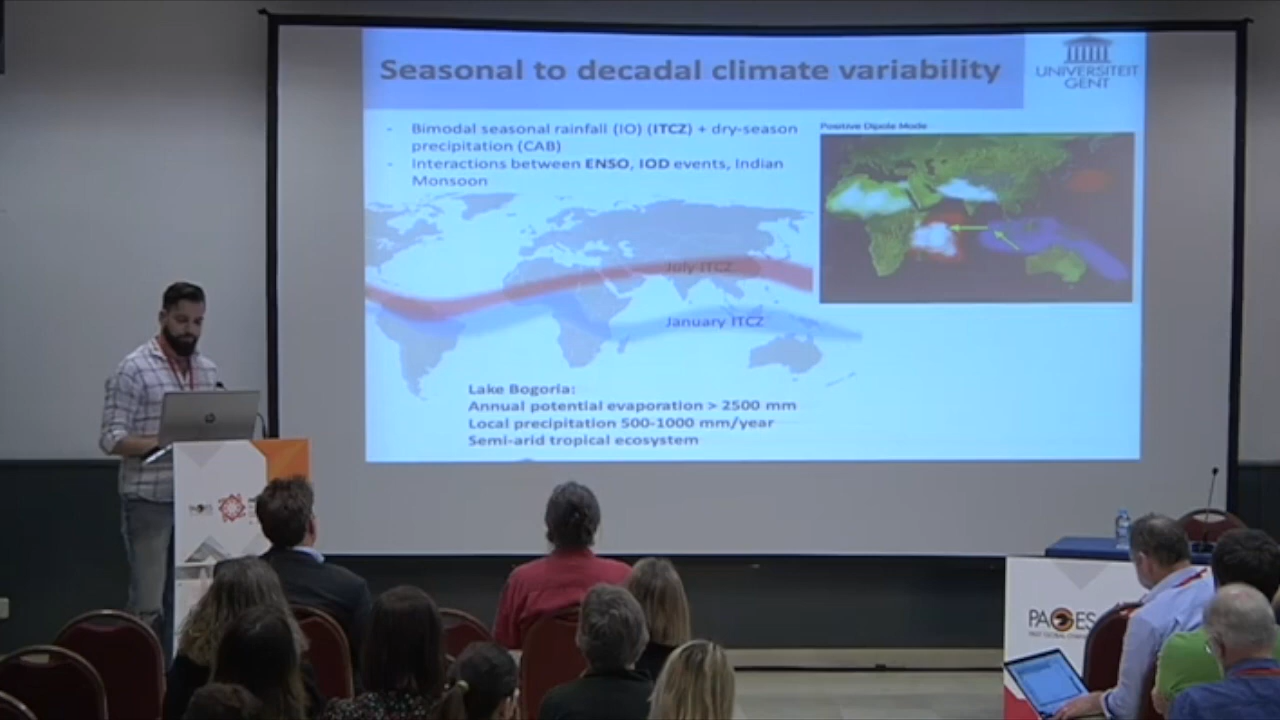 Seasonal to decadal climate variability
UNIVERSITEIT
GENT
- Bimodal seasonal rainfall (IO) (ITCZ) + dry-season
precipitation (CAB)
- Interactions between ENSO, IOD events, Indian
Monsoon
Positive Dipole Mode
July ITCZ
January ITCZ
Lake Bogoria:
Annual potential evaporation > 2500 mm
Local precipitation 500-1000 mm/year
Semi-arid tropical ecosystem
PAGES
PAGES